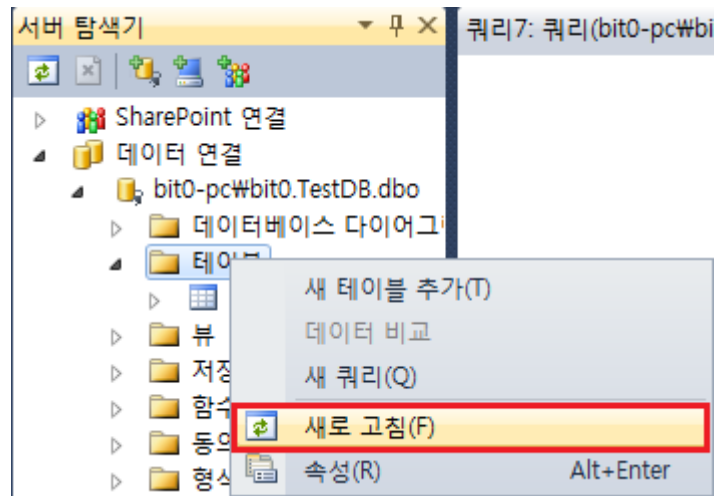 서버 탐색기
쿼리7: 쿼리(bit0-pc₩bi
SharePoint 연결
데이터 연결
bit0-pc₩bit0.TestDB.dbo
데이터베이스 다이어그
새 테이블 추가(T)
뷰
데이터 비교
새 쿼리(Q)
새로 고침(F)
속성(R) Alt+Enter